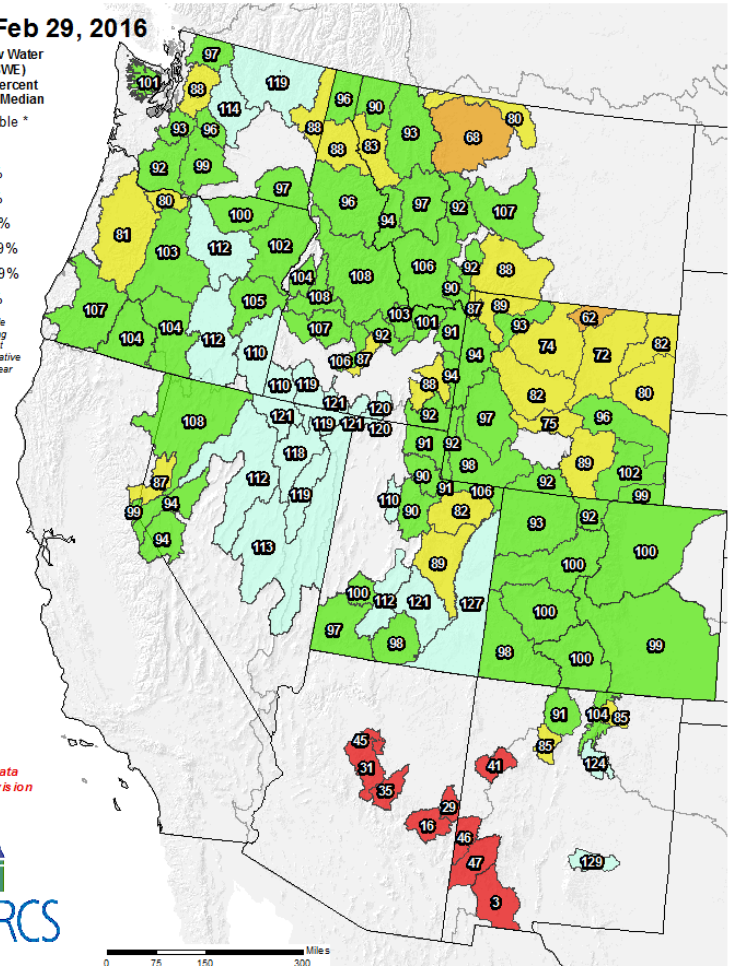 Feb 29, 2016
w Water
WE)
ercent
Median
ble *
%
%
%
9%
9%
%
ative
ear
97
101 88 119
114
96 90
93 96 88 88 83 93 68 80
92 99
97
80 100 96 94 97 92 107
81 103 112 102
104 108 106 92 88
107 105 108 90
104 104 112 107 103 101 87 89 93 62
110 92 91 74 72 82
106 87 94
110 119 88 94 82 80
121 121 120 92 97 96
108 119 121 120 75
118 91 92 98 89 102
87 112 119 90 91 106 92 99
99 94 110 90 82 93 92
94 113 89 100 100
100 112 121 127 100
97 98 98 100 99
91 104 85
85 124
45
31 41
35 29
16 46
47 129
3
ata
ision
RCS
Miles
0 75 150 300